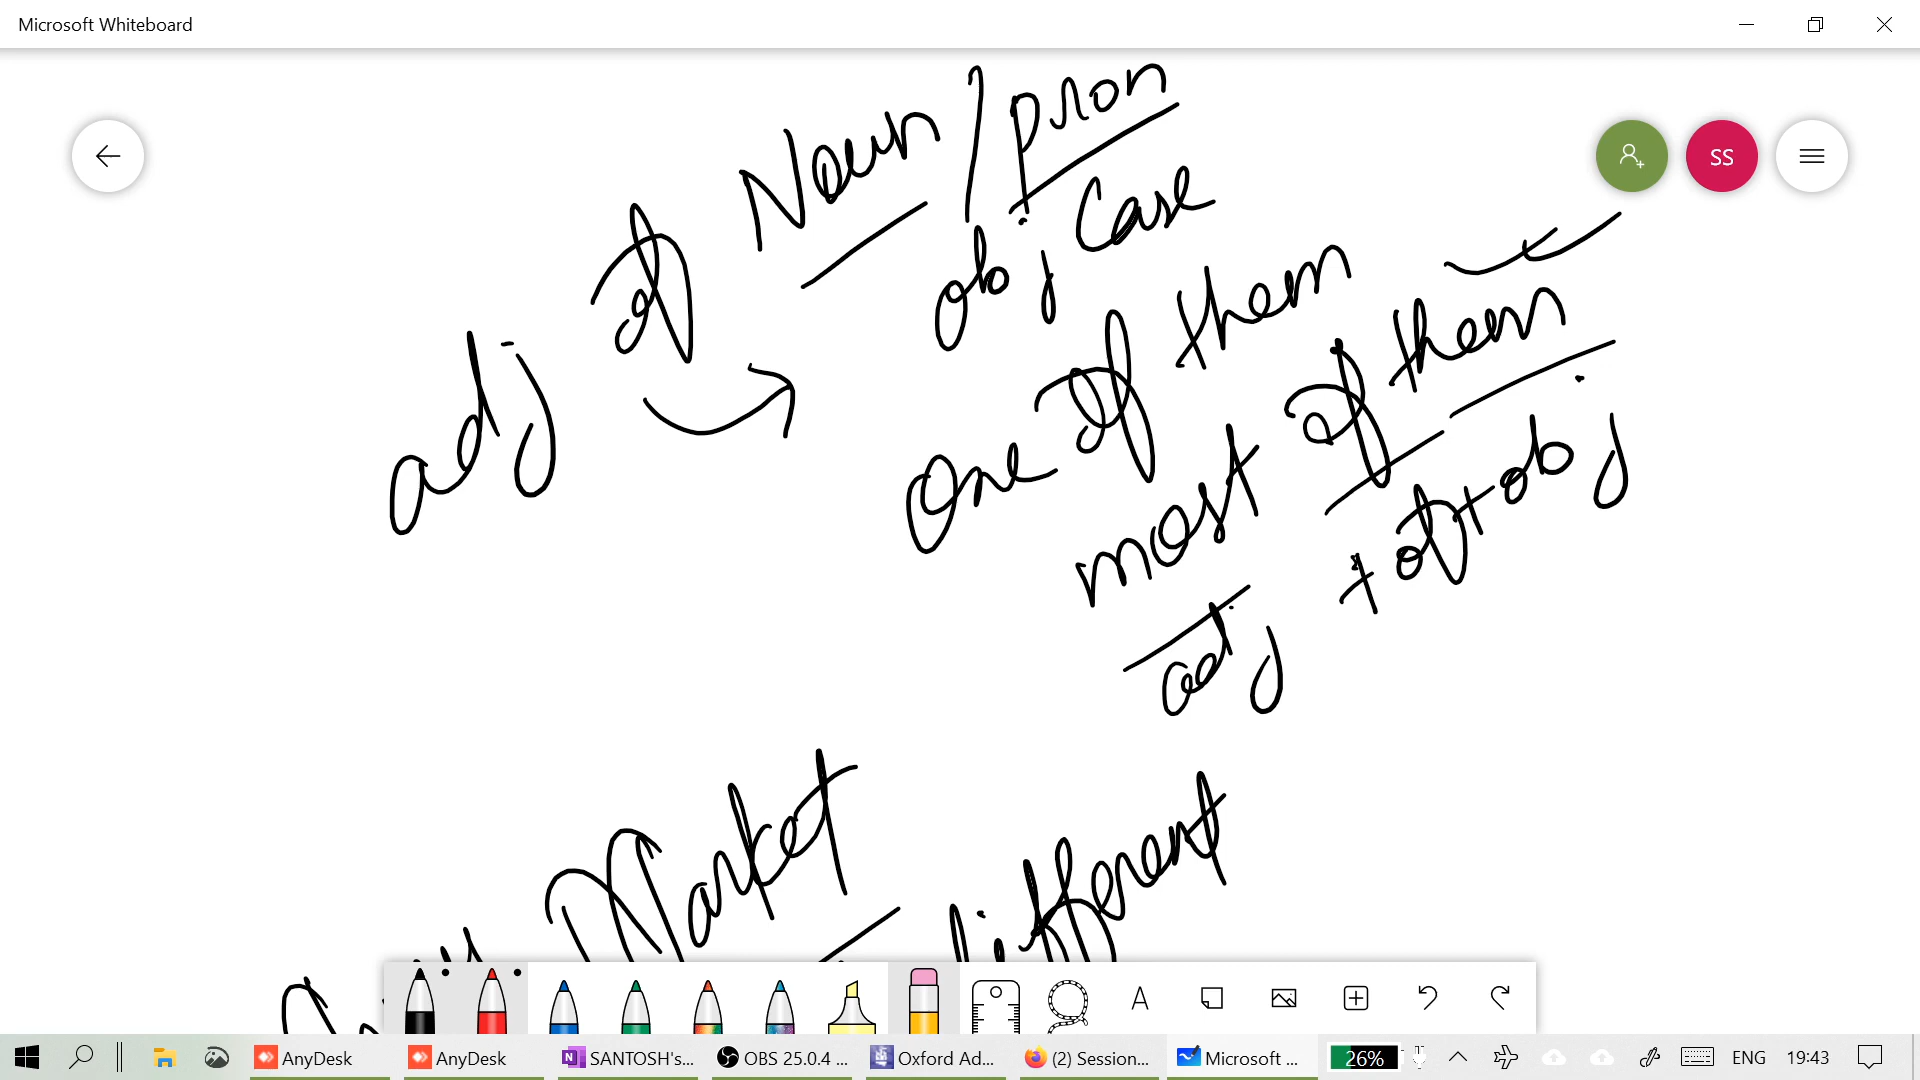 Microsoft Whiteboard
Noun / pron
adj of
obj Case
SS
one of them
most of them
adj + of + obj
Market
different
A
AnyDesk
AnyDesk
SANTOSH's...
OBS 25.0.4 ...
Oxford Ad...
(2) Session...
Microsoft ...
26%
ENG
19:43